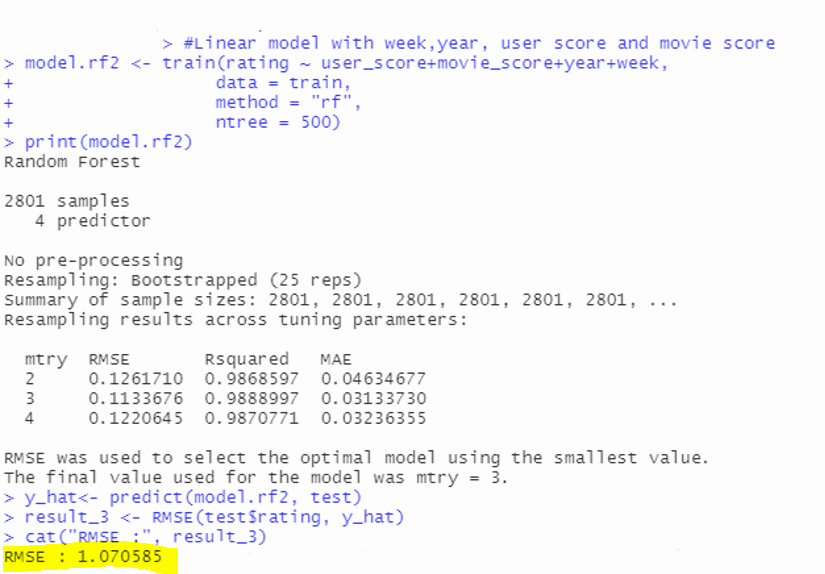 > #Linear model with week,year, user score and movie score
> model.rf2 <- train(rating ~ user_score+movie_score+year+week,
+ data = train,
+ method = "rf",
+ ntree = 500)
> print(model.rf2)
Random Forest
2801 samples
4 predictor
No pre-processing
Resampling: Bootstrapped (25 reps)
Summary of sample sizes: 2801, 2801, 2801, 2801, 2801, 2801, ...
Resampling results across tuning parameters:
mtry RMSE Rsquared MAE
2 0.1261710 0.9868597 0.04634677
3 0.1133676 0.9888997 0.03133730
4 0.1220645 0.9870771 0.03236355
RMSE was used to select the optimal model using the smallest value.
The final value used for the model was mtry = 3.
> y_hat<- predict(model.rf2, test)
> result_3 <- RMSE(test$rating, y_hat)
> cat("RMSE :", result_3)
RMSE : 1.070585